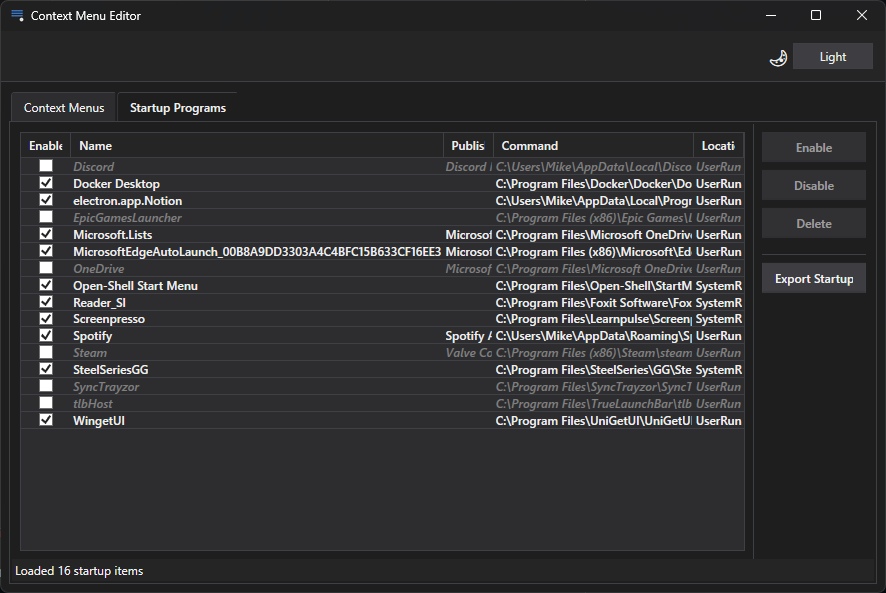 Context Menu Editor
Light
Context Menus Startup Programs
Enable Name Publis Command Locati
Discord Discord I C:\Users\Mike\AppData\Local\Disco UserRun
Docker Desktop C:\Program Files\Docker\Docker\Do UserRun
electron.app.Notion C:\Users\Mike\AppData\Local\Progr UserRun
EpicGamesLauncher C:\Program Files (x86)\Epic Games\L UserRun
Microsoft.Lists Microsof C:\Program Files\Microsoft OneDrive UserRun
MicrosoftEdgeAutoLaunch_00B8A9DD3303A4C4BFC15B633CF16EE3 Microsof C:\Program Files (x86)\Microsoft\Ed UserRun
OneDrive Microsof C:\Program Files\Microsoft OneDrive UserRun
Open-Shell Start Menu C:\Program Files\Open-Shell\StartM SystemR
Reader_SI C:\Program Files\Foxit Software\Fox UserRun
Screenpresso C:\Program Files\Learnpulse\Screenp UserRun
Spotify Spotify A C:\Users\Mike\AppData\Roaming\Sp UserRun
Steam Valve Co C:\Program Files (x86)\Steam\steam UserRun
SteelSeriesGG C:\Program Files\SteelSeries\GG\Ste SystemR
SyncTrayzor C:\Program Files\SyncTrayzor\SyncT UserRun
tlbHost C:\Program Files\TrueLaunchBar\tlb UserRun
WingetUI C:\Program Files\UniGetUI\UniGetU UserRun
Enable
Disable
Delete
Export Startup
Loaded 16 startup items